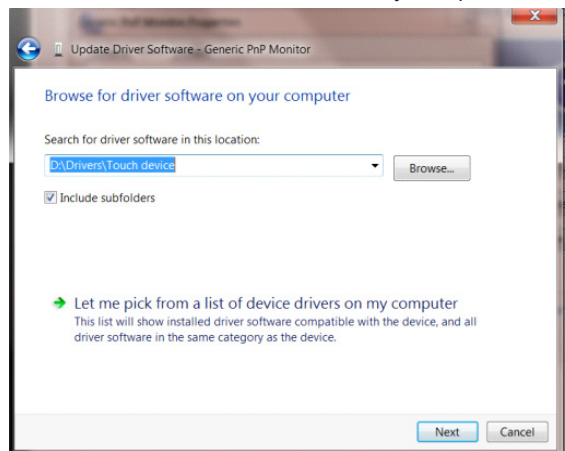 Update Driver Software - Generic PnP Monitor
Browse for driver software on your computer
Search for driver software in this location:
D:\Drivers\Touch device
Browse...
Include subfolders
Let me pick from a list of device drivers on my computer
This list will show installed driver software compatible with the device, and all
driver software in the same category as the device.
Next
Cancel